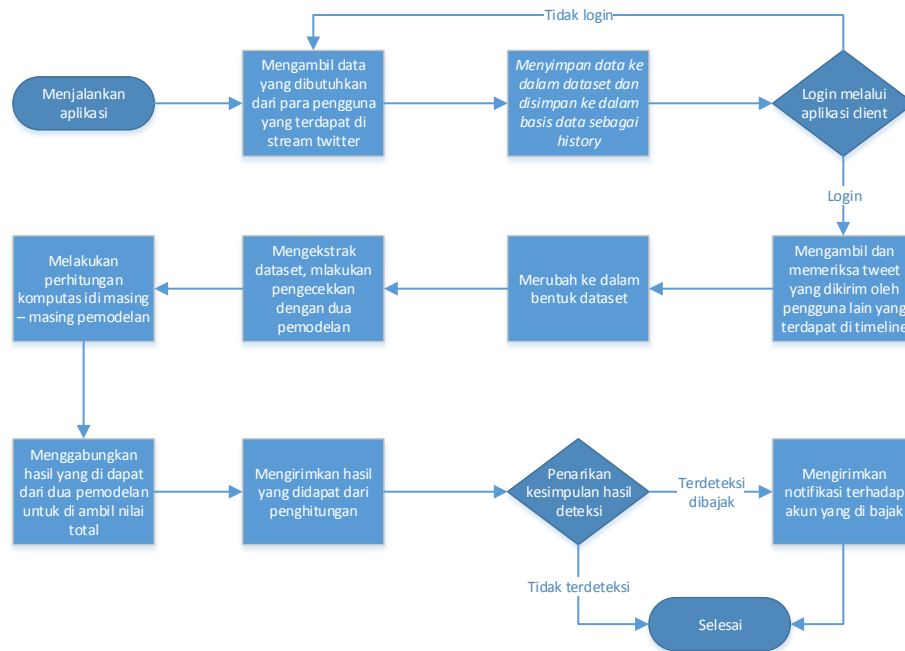 Tidak login
Menjalankan
aplikasi
Mengambil data
yang dibutuhkan
dari para pengguna
yang terdapat di
stream twitter
Menyimpan data ke
dalam dataset dan
disimpan ke dalam
basis data sebagai
history
Login melalui
aplikasi client
Login
Melakukan
perhitungan
komputas idi masing
– masing pemodelan
Mengekstrak
dataset, mlakukan
pengecekkan
dengan dua
pemodelan
Merubah ke dalam
bentuk dataset
Mengambil dan
memeriksa tweet
yang dikirim oleh
pengguna lain yang
terdapat di timeline
Menggabungkan
hasil yang di dapat
dari dua pemodelan
untuk di ambil nilai
total
Mengirimkan hasil
yang didapat dari
penghitungan
Penarikan
kesimpulan hasil
deteksi
Terdeteksi
dibajak
Mengirimkan
notifikasi terhadap
akun yang di bajak
Tidak terdeteksi
Selesai